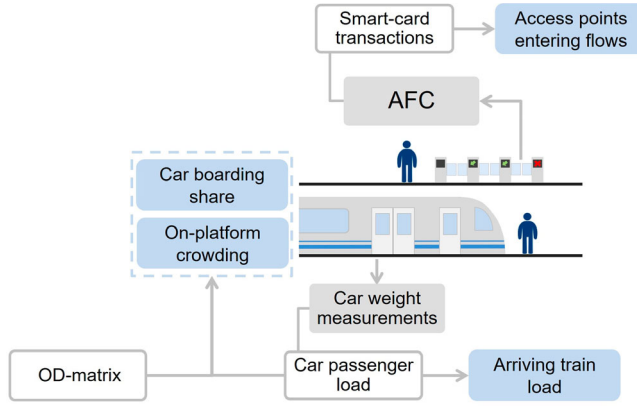 Smart-card
transactions
Access points
entering flows
AFC
Car boarding
share
On-platform
crowding
Car weight
measurements
OD-matrix
Car passenger
load
Arriving train
load